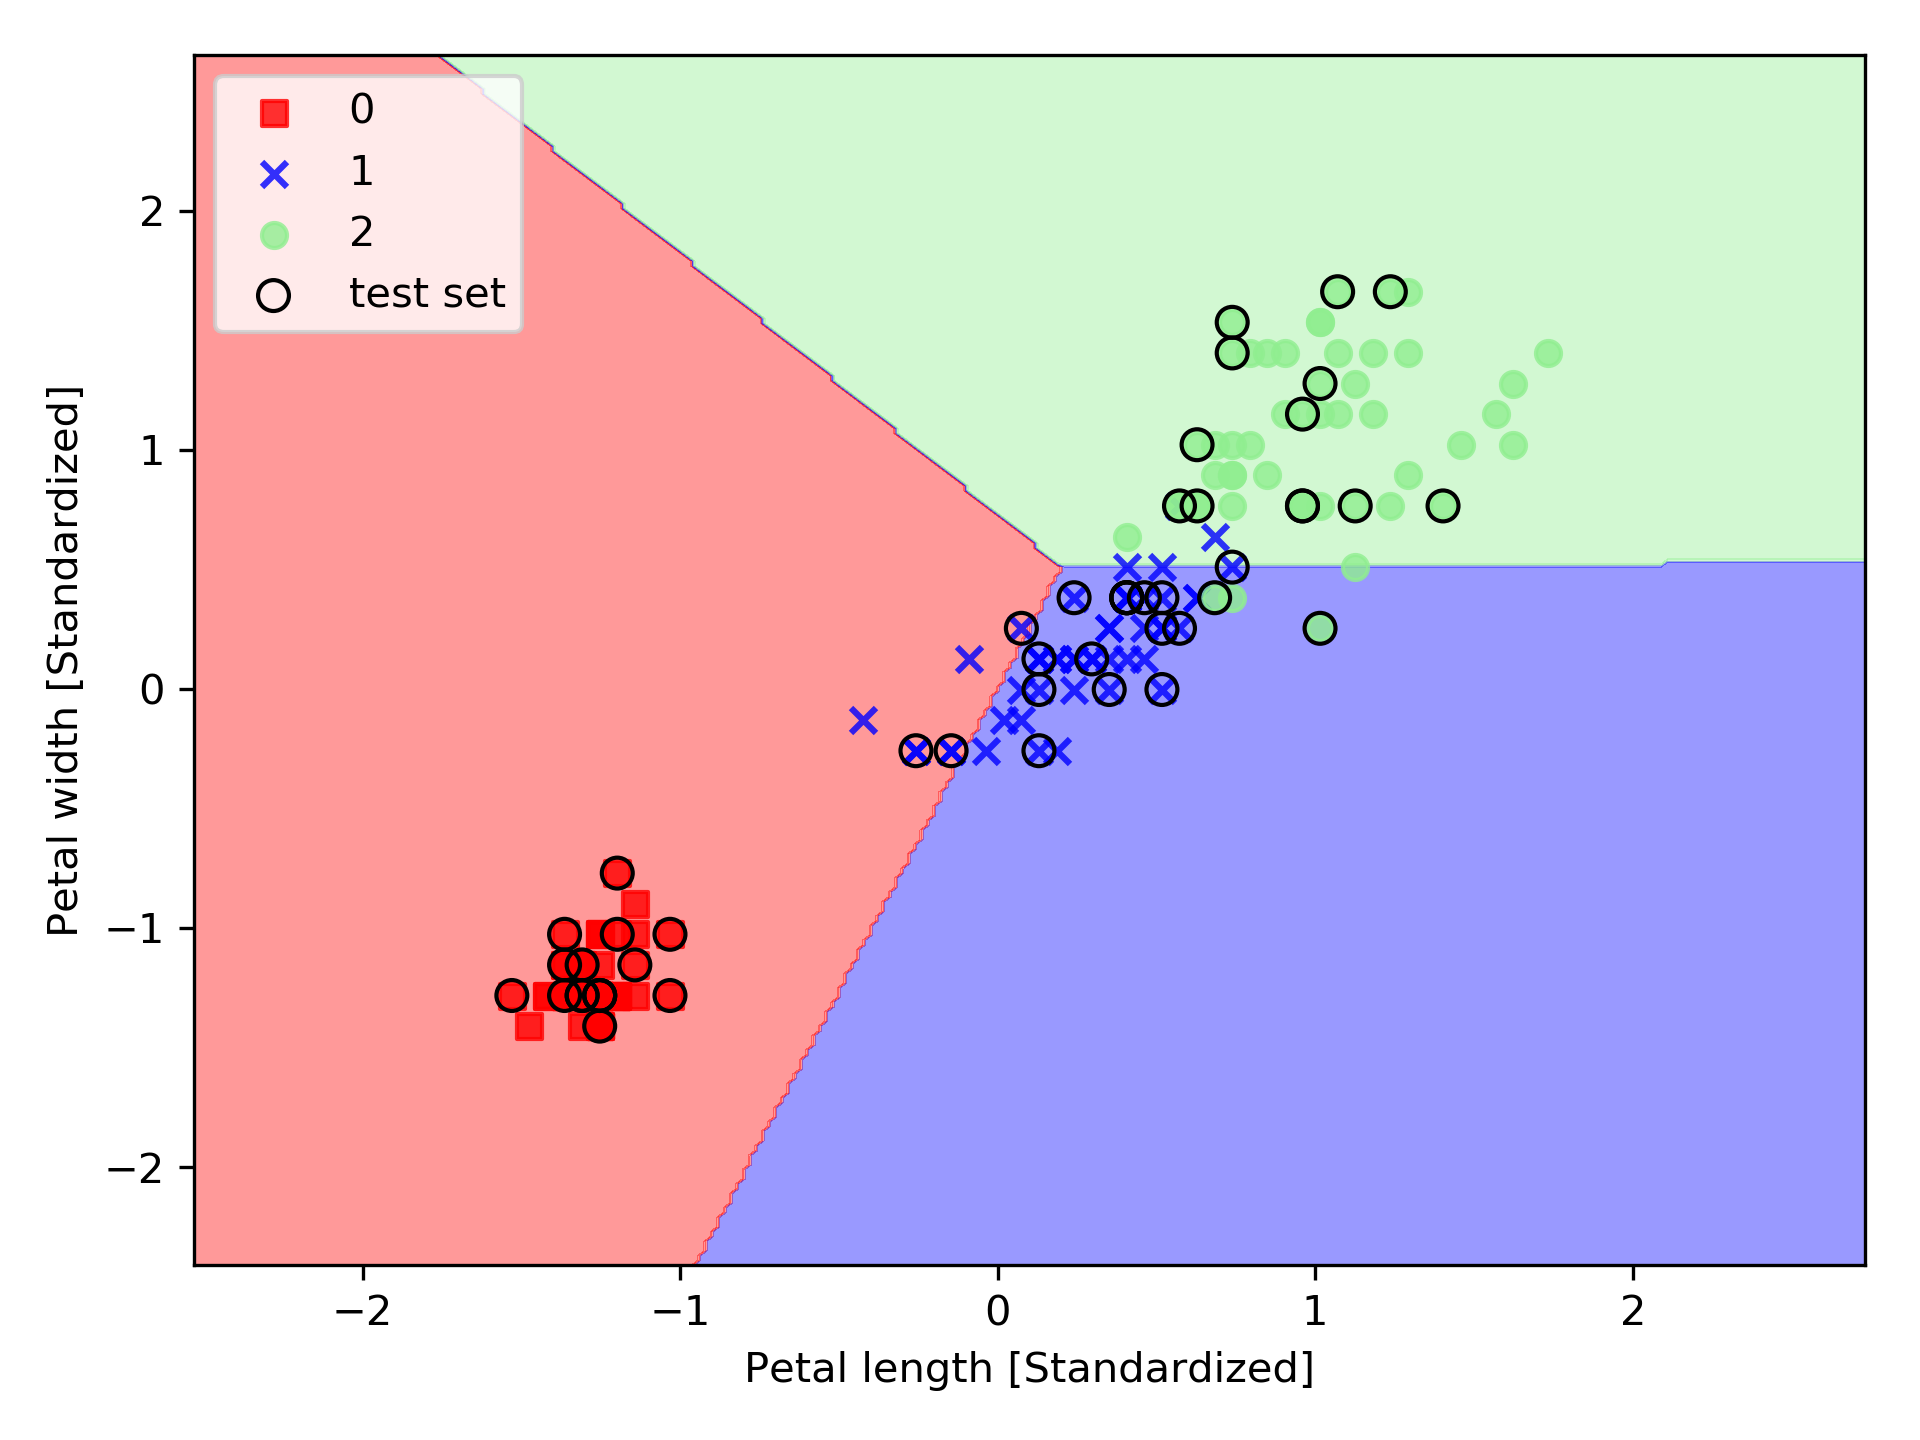 0
1
2
test set
2
1
0
−1
−2
Petal width [Standardized]
−2 −1 0 1 2
Petal length [Standardized]